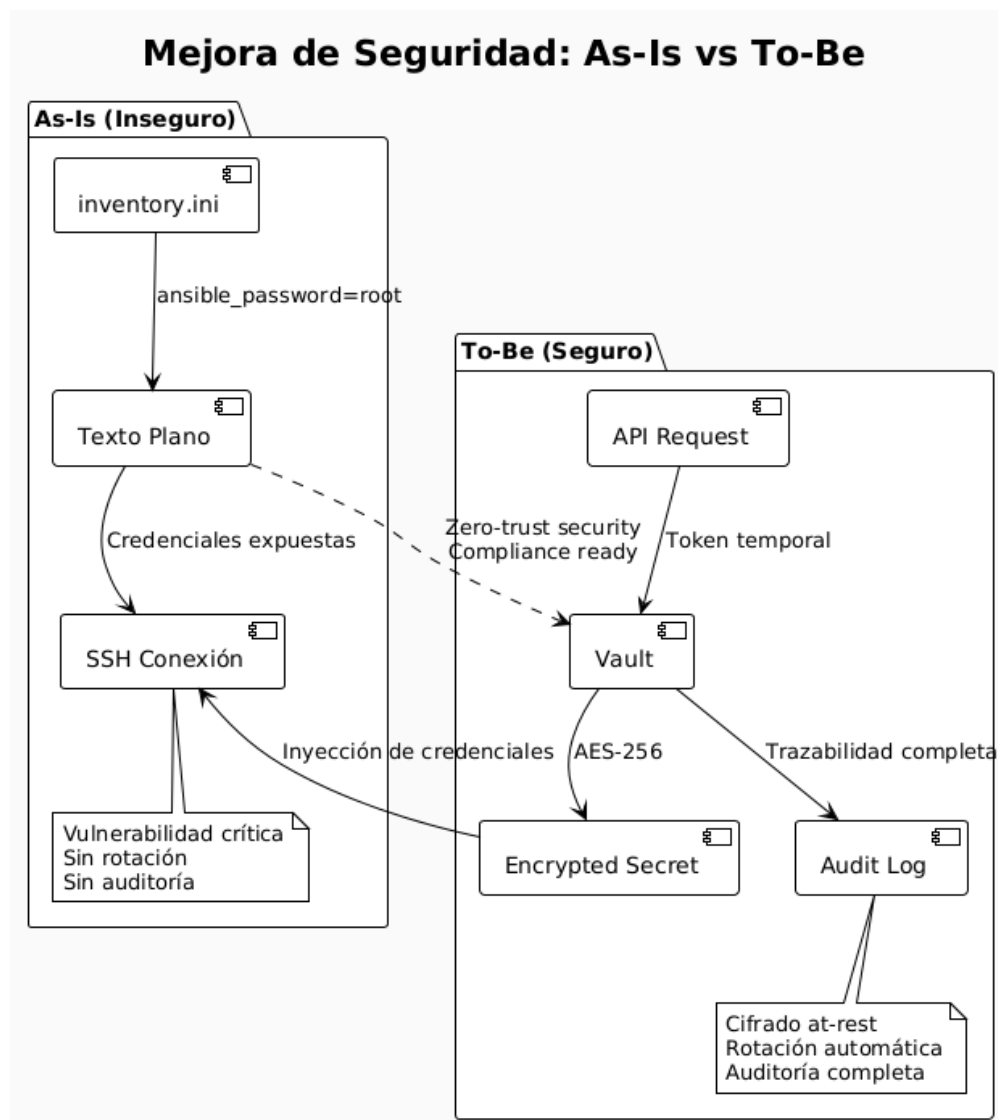 Mejora de Seguridad: As-Is vs To-Be
As-Is (Inseguro)
inventory.ini
ansible_password=root
Texto Plano
Credenciales expuestas
SSH Conexión
Vulnerabilidad crítica
Sin rotación
Sin auditoría
To-Be (Seguro)
API Request
Zero-trust security
Compliance ready
Token temporal
Vault
Inyección de credenciales
AES-256
Trazabilidad completa
Encrypted Secret
Audit Log
Cifrado at-rest
Rotación automática
Auditoría completa